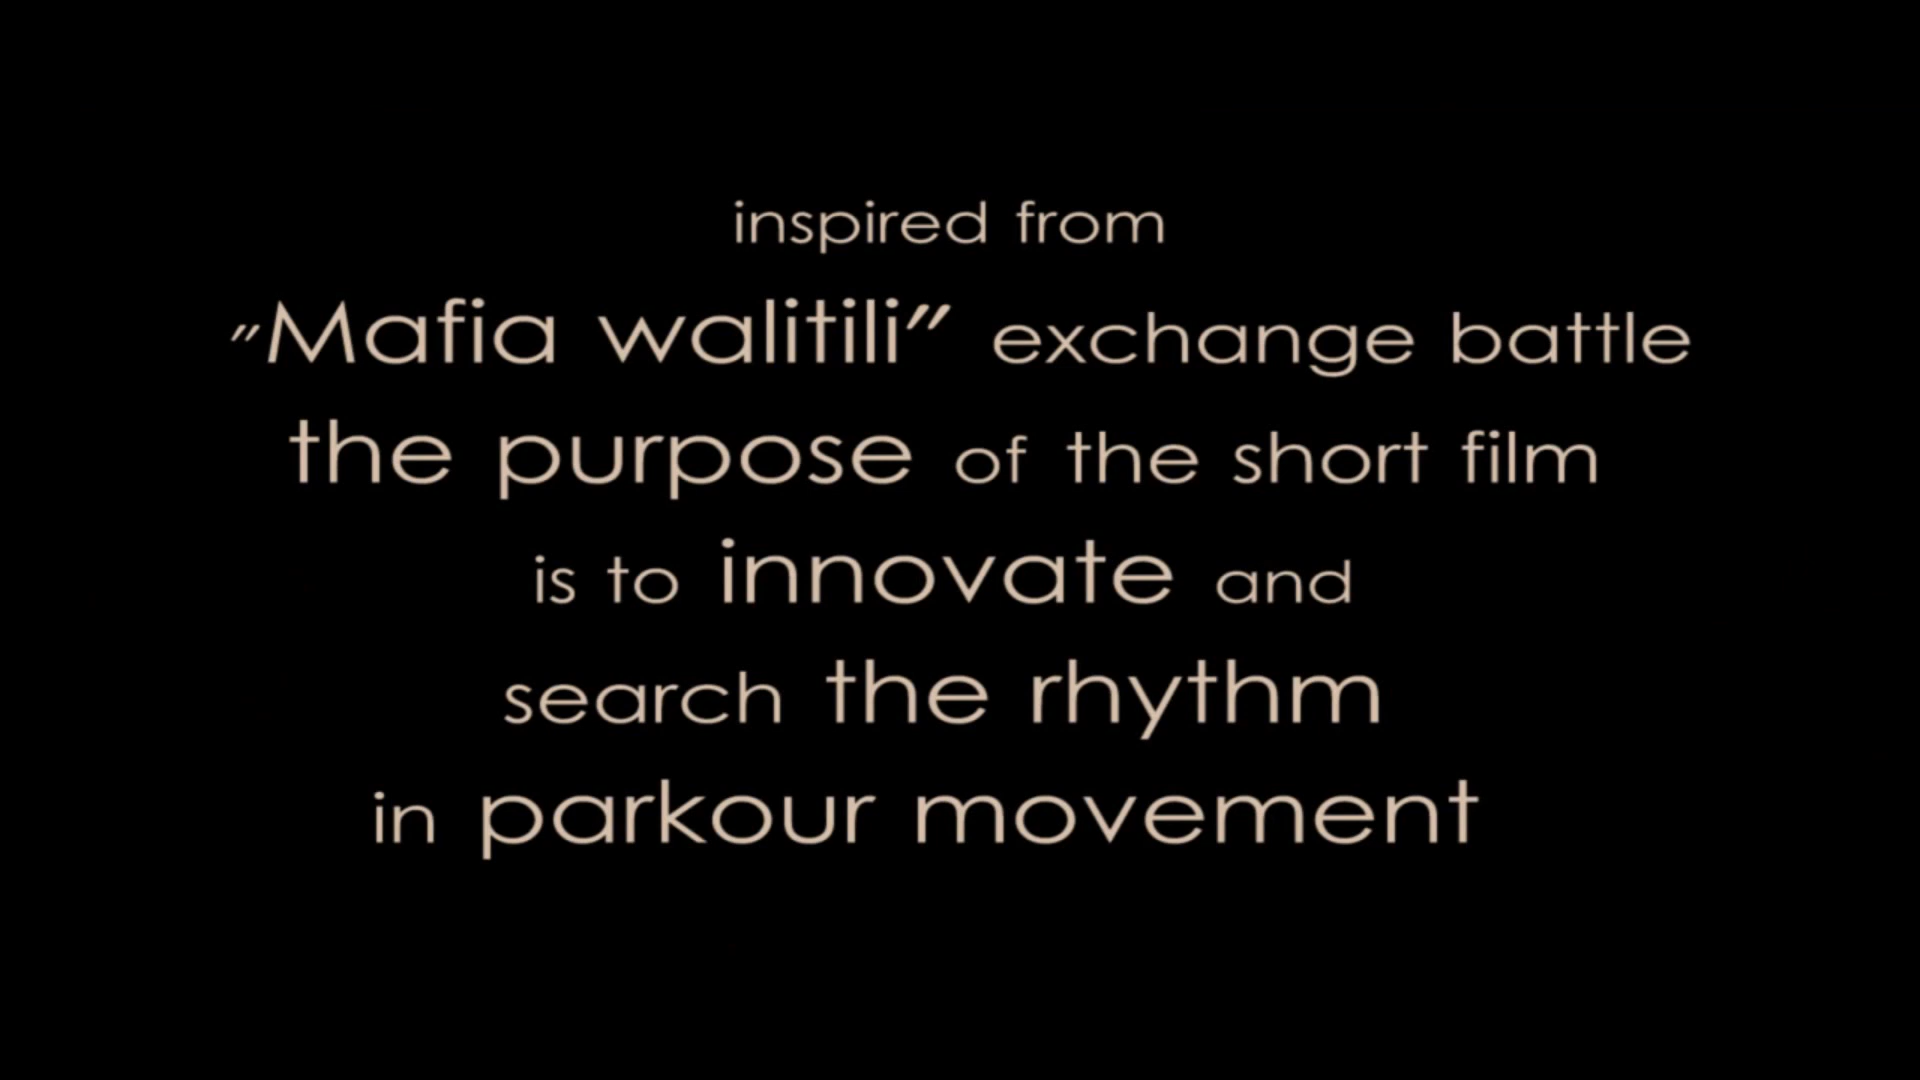 inspired from
"Mafia walitili" exchange battle
the purpose of the short film
is to innovate and
search the rhythm
in parkour movement